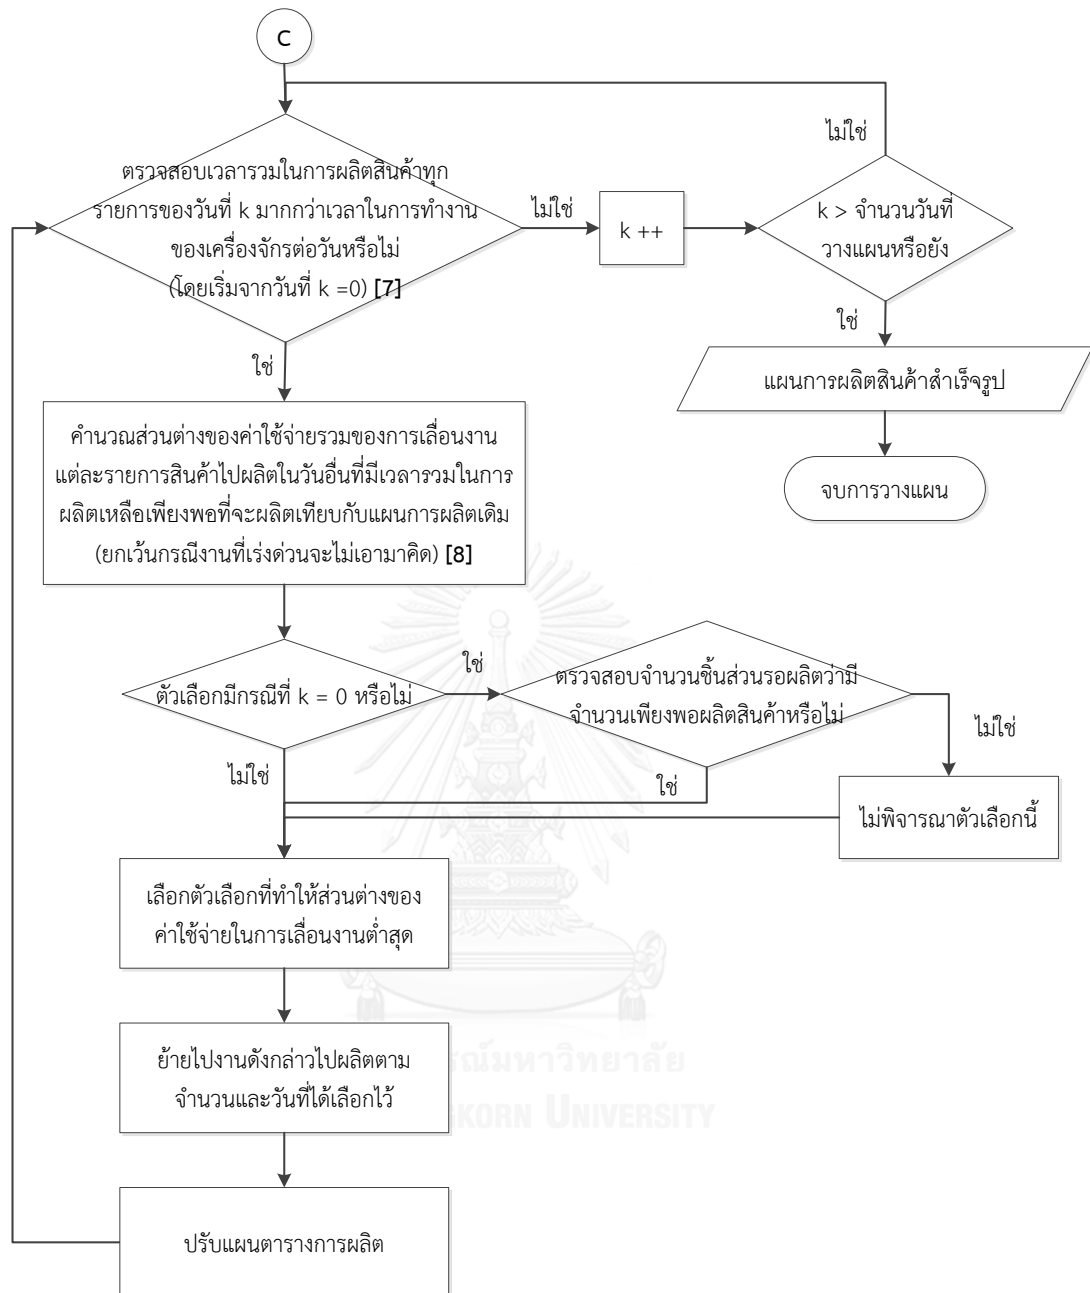 C
ไม่ใช่
ตรวจสอบเวลารวมในการผลิตสินค้าทุก
รายการของวันที่ k มากกว่าเวลาในการทำงาน
ของเครื่องจักรต่อวันหรือไม่
(โดยเริ่มจากวันที่ k =0) [7]
ไม่ใช่
k ++
k > จำนวนวันที่
วางแผนหรือยัง
ใช่
ใช่
แผนการผลิตสินค้าสำเร็จรูป
จบการวางแผน
คำนวณส่วนต่างของค่าใช้จ่ายรวมของการเลื่อนงาน
แต่ละรายการสินค้าไปผลิตในวันอื่นที่มีเวลารวมในการ
ผลิตเหลือเพียงพอที่จะผลิตเทียบกับแผนการผลิตเดิม
(ยกเว้นกรณีงานที่เร่งด่วนจะไม่เอามาคิด) [8]
ตัวเลือกมีกรณีที่ k = 0 หรือไม่
ใช่
ตรวจสอบจำนวนชิ้นส่วนรอผลิตว่ามี
จำนวนเพียงพอผลิตสินค้าหรือไม่
ไม่ใช่
ไม่ใช่
ใช่
ไม่พิจารณาตัวเลือกนี้
เลือกตัวเลือกที่ทำให้ส่วนต่างของ
ค่าใช้จ่ายในการเลื่อนงานต่ำสุด
ย้ายไปงานดังกล่าวไปผลิตตาม
จำนวนและวันที่ได้เลือกไว้
รณ์มหาวิทยาลัย
KORN UNIVERSITY
ปรับแผนตารางการผลิต